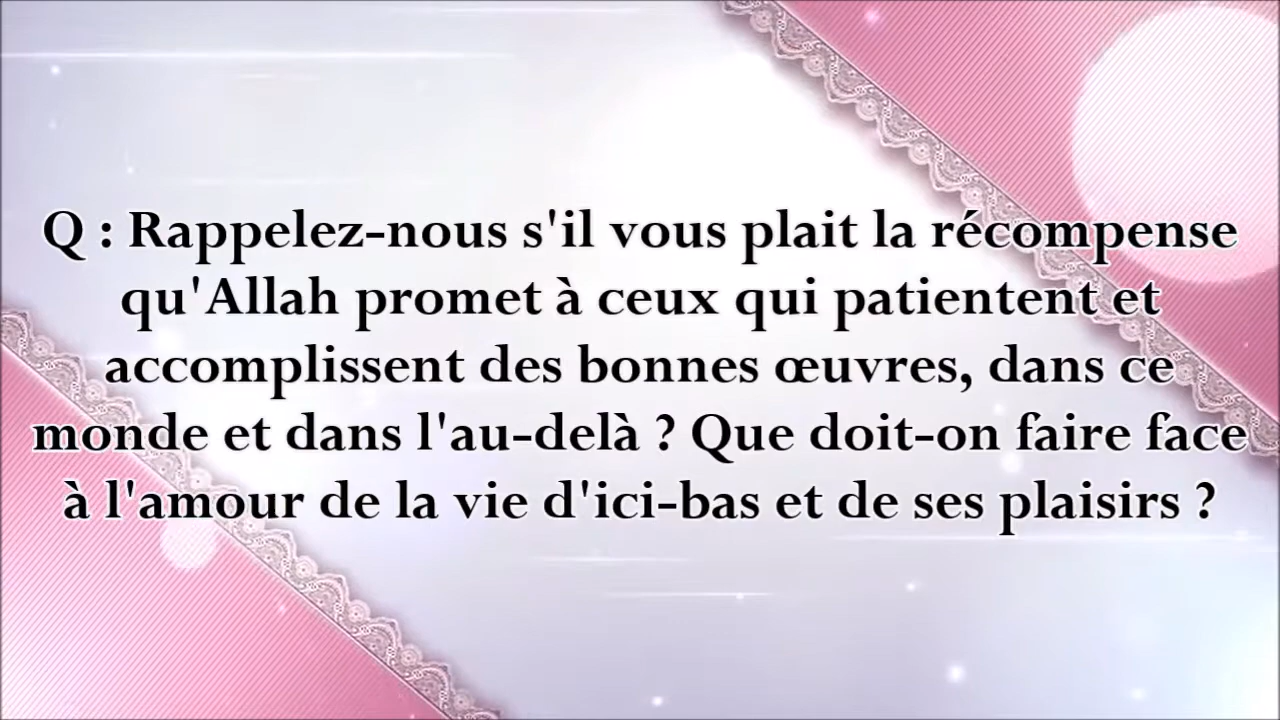 Q : Rappelez-nous s'il vous plait la récompense
qu'Allah promet à ceux qui patientent et
accomplissent des bonnes œuvres, dans ce
monde et dans l'au-delà ? Que doit-on faire face
à l'amour de la vie d'ici-bas et de ses plaisirs ?